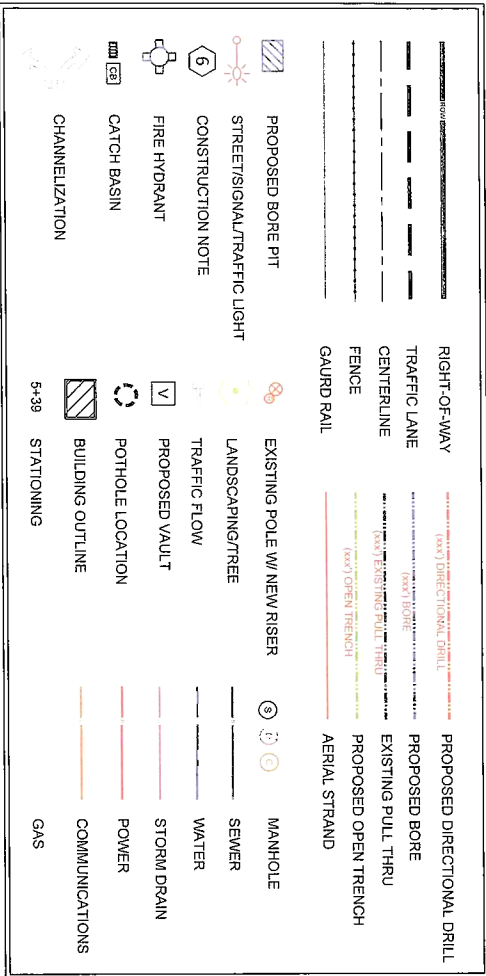 ROW
RIGHT-OF-WAY
TRAFFIC LANE
CENTERLINE
FENCE
GAURD RAIL
(xxx') DIRECTIONAL DRILL
PROPOSED DIRECTIONAL DRILL
(xxx') BORE
PROPOSED BORE
(xxx') EXISTING PULL THRU
EXISTING PULL THRU
(xxx') OPEN TRENCH
PROPOSED OPEN TRENCH
AERIAL STRAND
PROPOSED BORE PIT
STREET/SIGNAL/TRAFFIC LIGHT
6
CONSTRUCTION NOTE
FIRE HYDRANT
CB
CATCH BASIN
CHANNELIZATION
EXISTING POLE W/ NEW RISER
LANDSCAPING/TREE
TRAFFIC FLOW
V
PROPOSED VAULT
POTHOLE LOCATION
BUILDING OUTLINE
5+39
STATIONING
S
C
MANHOLE
SEWER
WATER
STORM DRAIN
POWER
COMMUNICATIONS
GAS